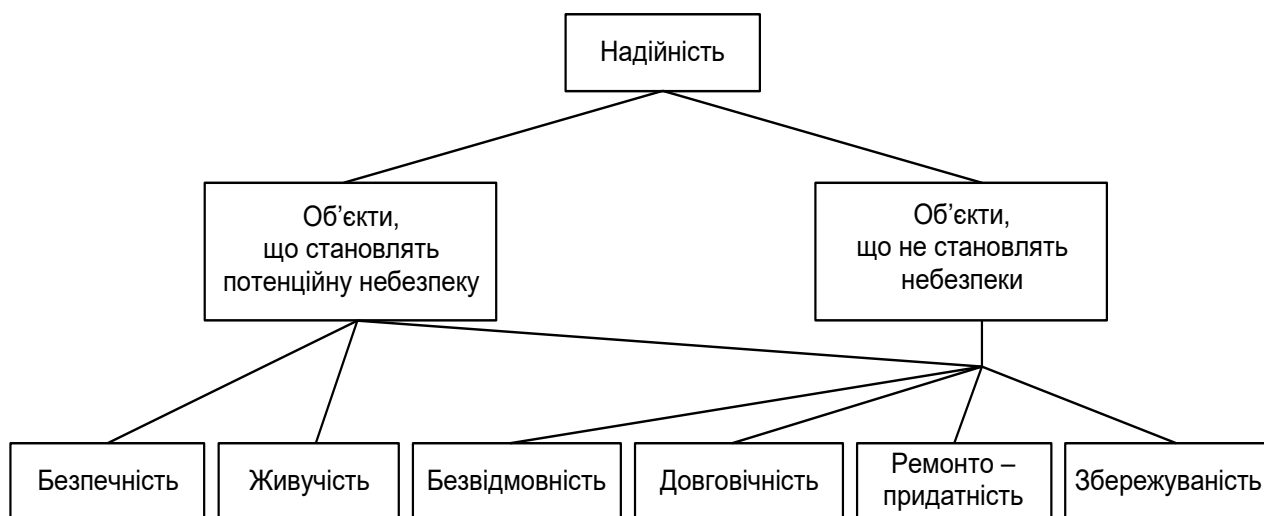 Надійність
Об’єкти,
що становлять
потенційну небезпеку
Об’єкти,
що не становлять
небезпеки
Безпечність
Живучість
Безвідмовність
Довговічність
Ремонто –
придатність
Збережуваність